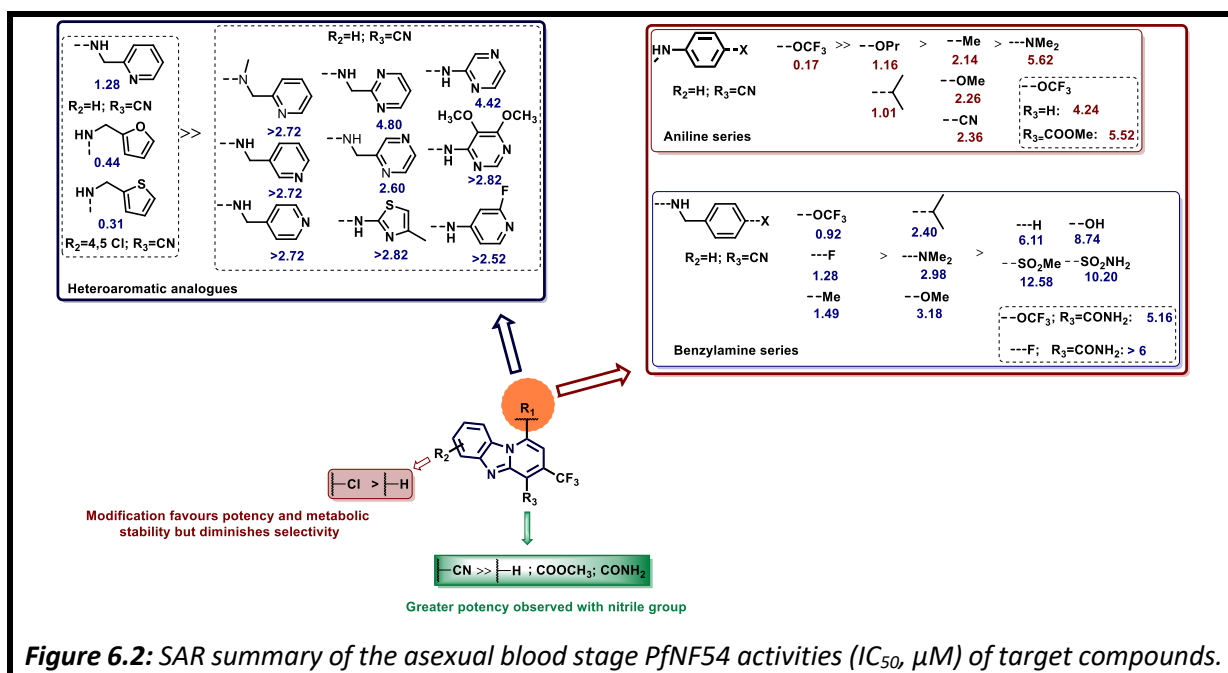 R2=H; R3=CN
--NH
N
1.28
R2=H; R3=CN
HN
O
0.44
HN
S
0.31
R2=4,5 Cl; R3=CN
>>
--N
N
>2.72
--NH
N
N
4.80
--NH
N
N
4.42
--NH
N
>2.72
--NH
N
N
2.60
H3CO
OCH3
--NH
N
N
>2.82
--NH
N
>2.72
--NH
S
N
>2.82
F
--NH
N
>2.52
Heteroaromatic analogues
HN
X
R2=H; R3=CN
--OCF3 >> --OPr > --Me > ---NMe2
0.17 1.16 2.14 5.62
--OMe
1.01 2.26
--CN
2.36
--OCF3
R3=H: 4.24
R3=COOMe: 5.52
Aniline series
---NH
X
R2=H; R3=CN
--OCF3
0.92
---F
1.28
--Me
1.49
>
2.40
---NMe2
2.98
--OMe
3.18
>
---H --OH
6.11 8.74
--SO2Me --SO2NH2
12.58 10.20
--OCF3; R3=CONH2: 5.16
---F; R3=CONH2: > 6
Benzylamine series
R1
R2
N
N
CF3
R3
Cl > H
Modification favours potency and metabolic
stability but diminishes selectivity
CN >> H ; COOCH3; CONH2
Greater potency observed with nitrile group
Figure 6.2: SAR summary of the asexual blood stage PfNF54 activities (IC50, µM) of target compounds.